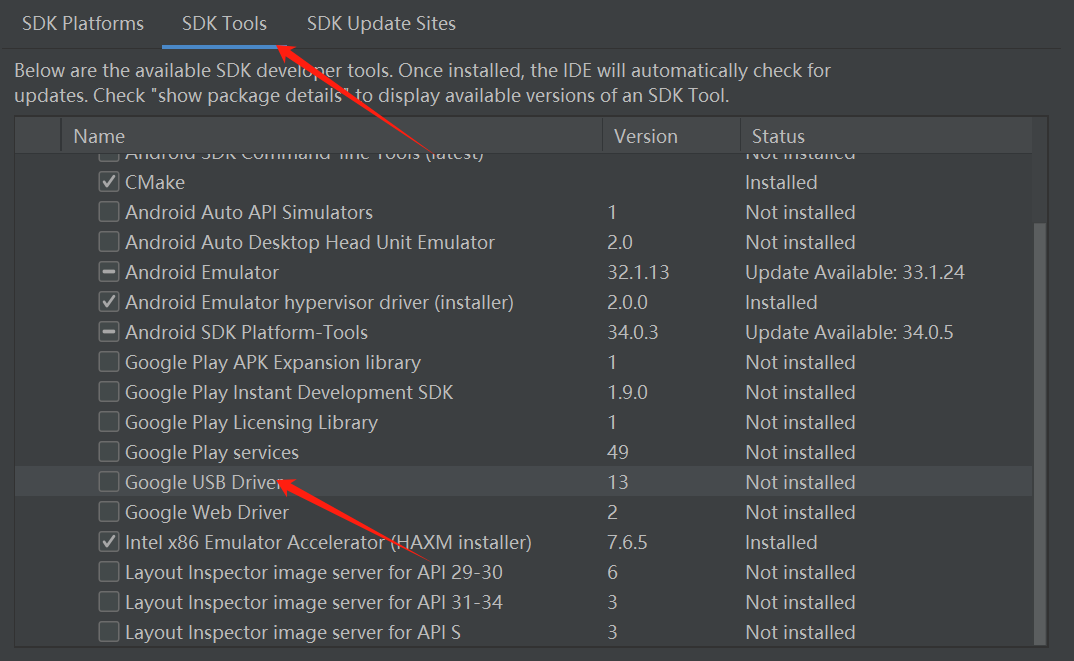 SDK Platforms SDK Tools SDK Update Sites
Below are the available SDK developer tools. Once installed, the IDE will automatically check for
updates. Check "show package details" to display available versions of an SDK Tool.
Name Version Status
Android SDK Command-line Tools (latest) Not installed
CMake Installed
Android Auto API Simulators 1 Not installed
Android Auto Desktop Head Unit Emulator 2.0 Not installed
Android Emulator 32.1.13 Update Available: 33.1.24
Android Emulator hypervisor driver (installer) 2.0.0 Installed
Android SDK Platform-Tools 34.0.3 Update Available: 34.0.5
Google Play APK Expansion library 1 Not installed
Google Play Instant Development SDK 1.9.0 Not installed
Google Play Licensing Library 1 Not installed
Google Play services 49 Not installed
Google USB Driver 13 Not installed
Google Web Driver 2 Not installed
Intel x86 Emulator Accelerator (HAXM installer) 7.6.5 Installed
Layout Inspector image server for API 29-30 6 Not installed
Layout Inspector image server for API 31-34 3 Not installed
Layout Inspector image server for API S 3 Not installed